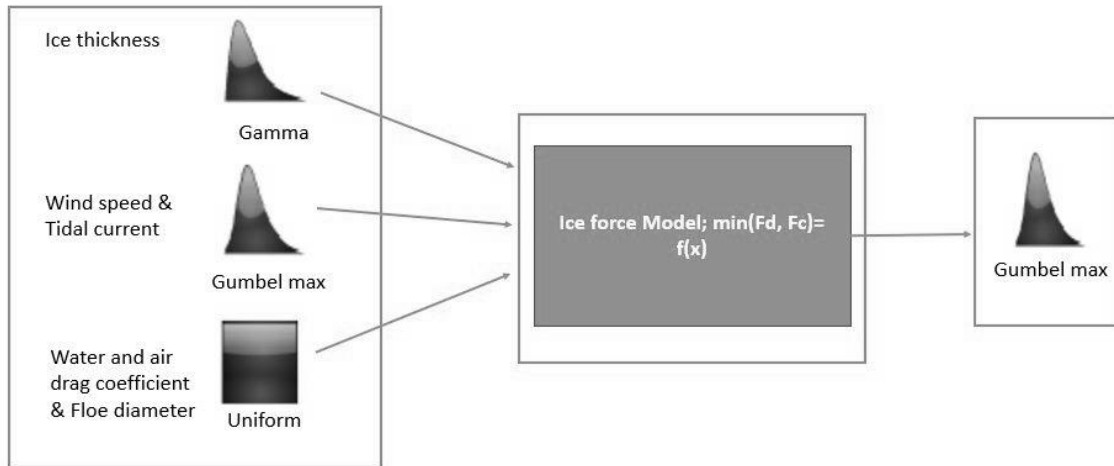 Ice thickness
Gamma
Wind speed &
Tidal current
Gumbel max
Water and air
drag coefficient
& Floe diameter
Uniform
Ice force Model; min(Fd, Fc)=
f(x)
Gumbel max